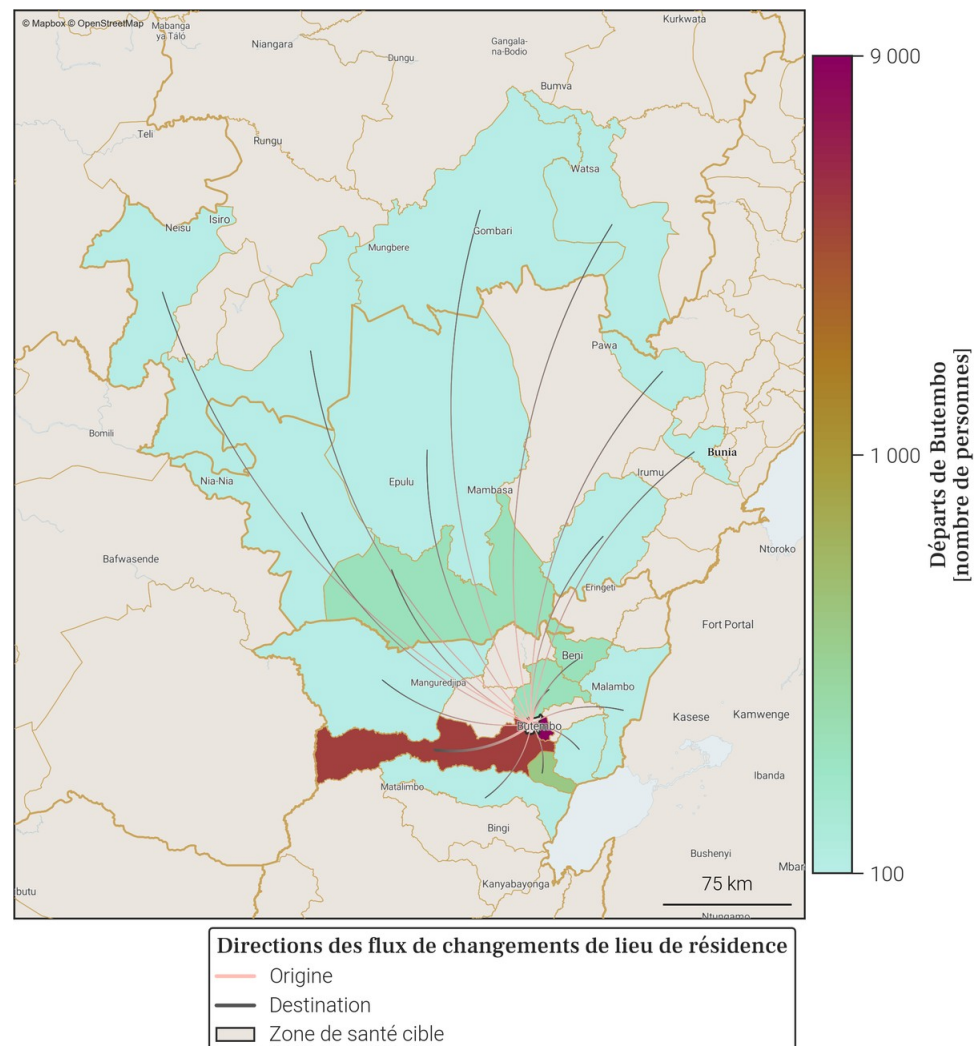 © Mapbox © OpenStreetMap
Mabanga
ya Talo
Kurkwata
Niangara
Gangala-
na-Bodio
Dungu
Bumva
Teli
Rungu
Watsa
Isiro
Neisu
Gombari
Mungbere
Pawa
Bomili
Bunia
Irumu
Nia-Nia
Epulu
Mambasa
Ntoroko
Bafwasende
Eringeti
Fort Portal
Beni
Manguredjipa
Malambo
Kasese
Kamwenge
Butembo
Ibanda
Matalimbo
Bingi
Bushenyi
Mbar
Kanyabayonga
butu
75 km
Ntungamo
9 000
1 000
100
Départs de Butembo
[nombre de personnes]
Directions des flux de changements de lieu de résidence
Origine
Destination
Zone de santé cible